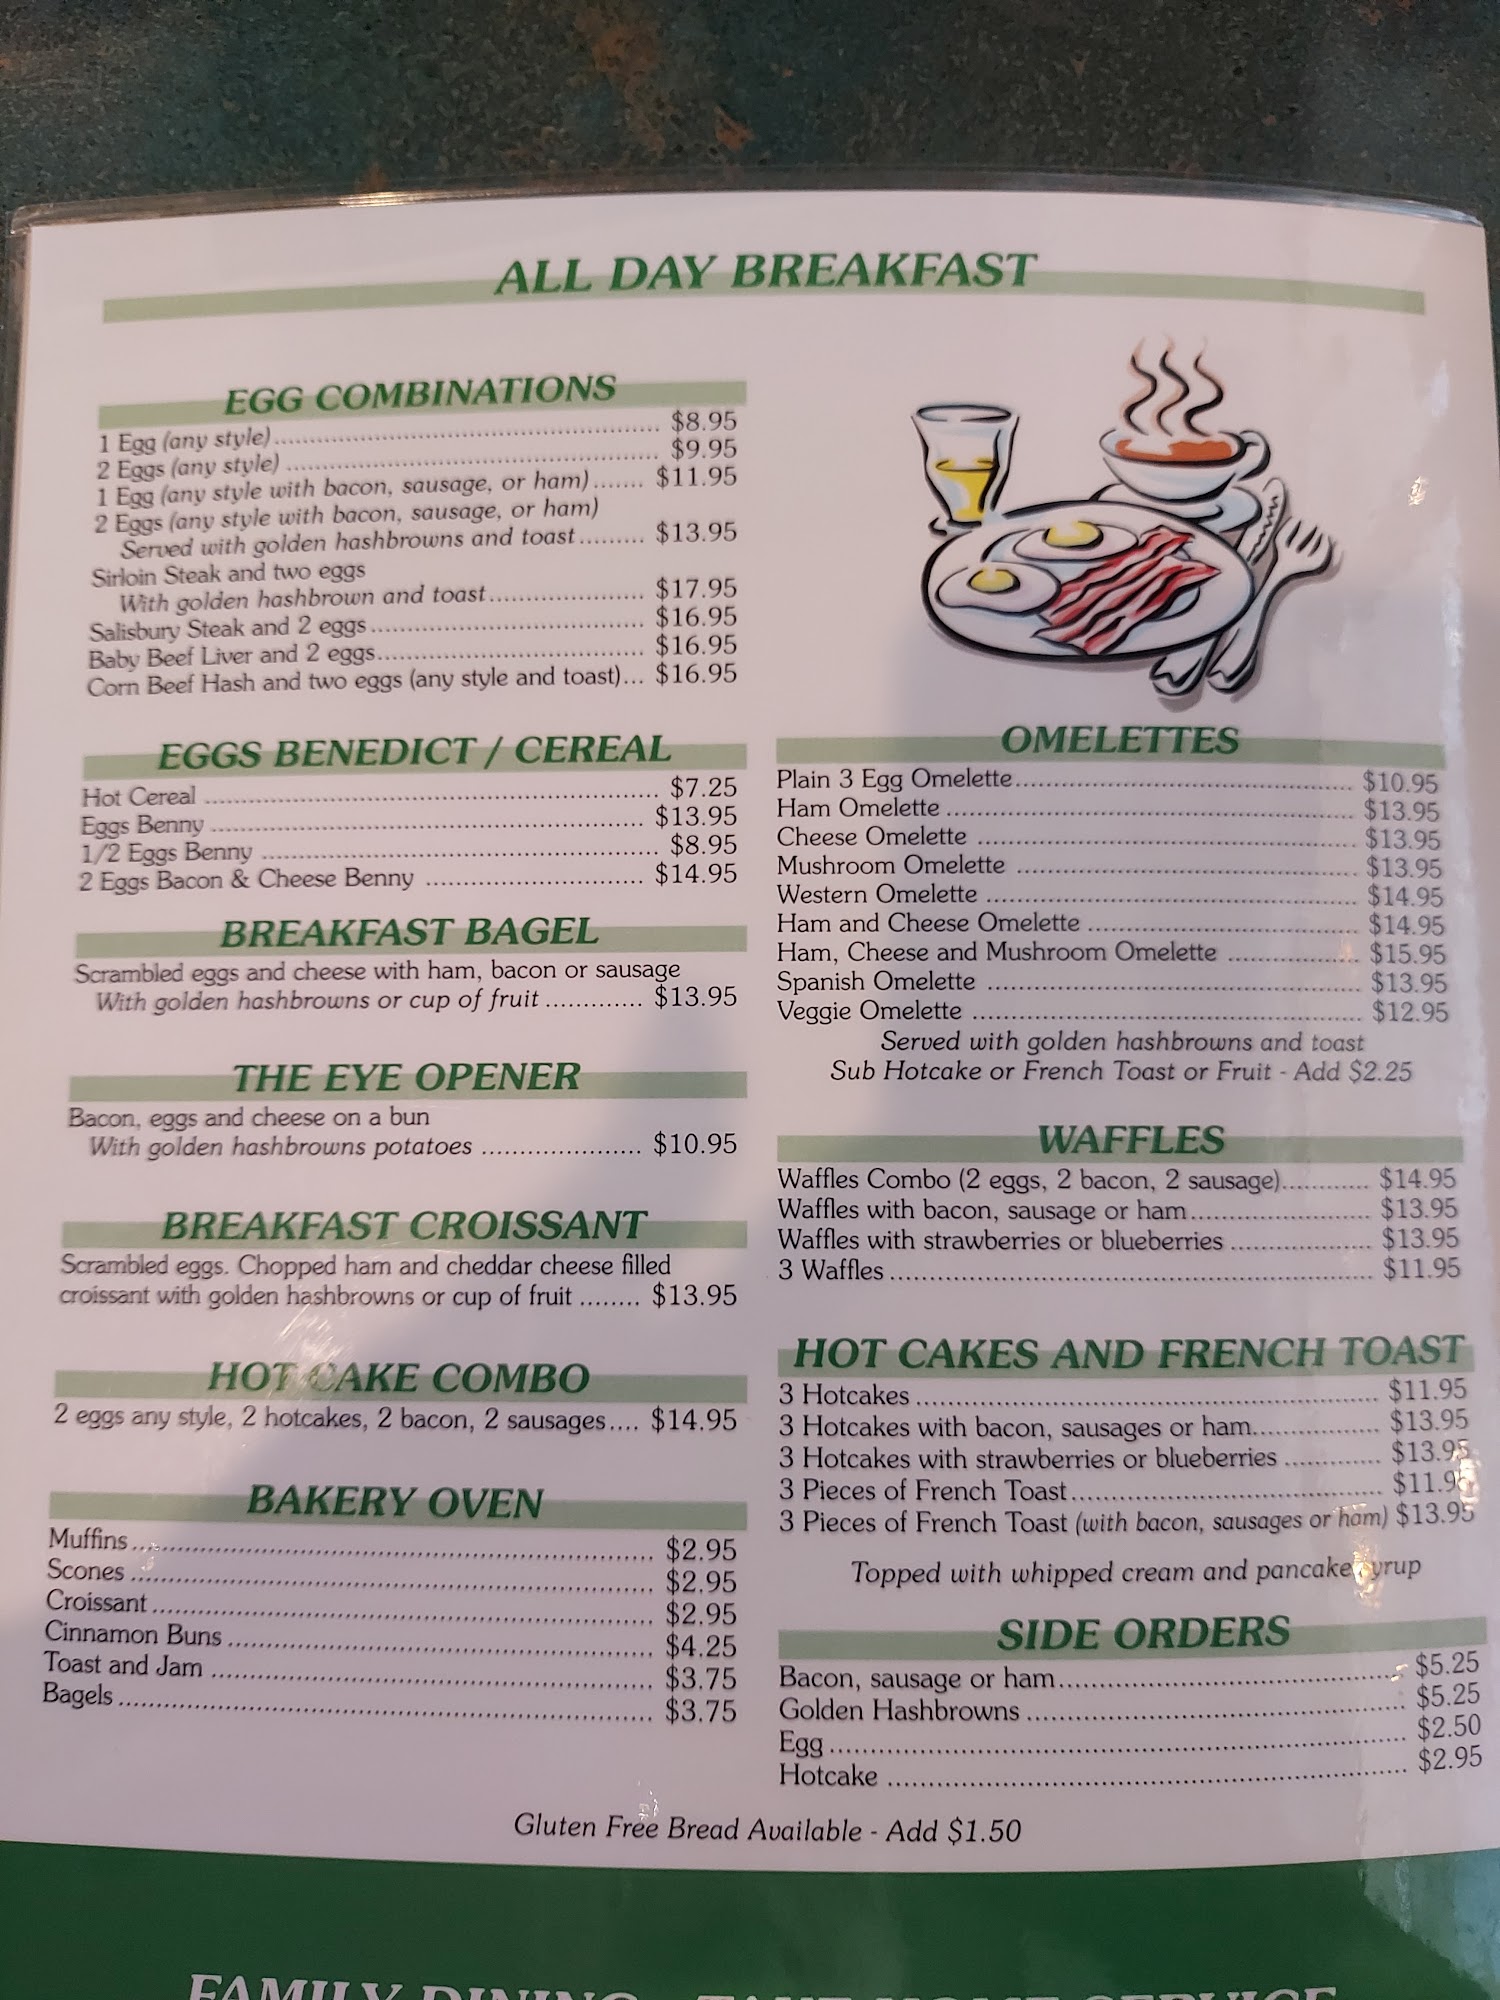 ALL DAY BREAKFAST
EGG COMBINATIONS
1 Egg (any style) $8.95
2 Eggs (any style) $9.95
1 Egg (any style with bacon, sausage, or ham) $11.95
2 Eggs (any style with bacon, sausage, or ham)
Served with golden hashbrowns and toast $13.95
Sirloin Steak and two eggs
With golden hashbrown and toast $17.95
Salisbury Steak and 2 eggs $16.95
Baby Beef Liver and 2 eggs $16.95
Corn Beef Hash and two eggs (any style and toast) $16.95
EGGS BENEDICT / CEREAL
Hot Cereal $7.25
Eggs Benny $13.95
1/2 Eggs Benny $8.95
2 Eggs Bacon & Cheese Benny $14.95
BREAKFAST BAGEL
Scrambled eggs and cheese with ham, bacon or sausage
With golden hashbrowns or cup of fruit $13.95
THE EYE OPENER
Bacon, eggs and cheese on a bun
With golden hashbrowns potatoes $10.95
BREAKFAST CROISSANT
Scrambled eggs. Chopped ham and cheddar cheese filled
croissant with golden hashbrowns or cup of fruit $13.95
HOT CAKE COMBO
2 eggs any style, 2 hotcakes, 2 bacon, 2 sausages $14.95
BAKERY OVEN
Muffins $2.95
Scones $2.95
Croissant $2.95
Cinnamon Buns $4.25
Toast and Jam $3.75
Bagels $3.75
OMELETTES
Plain 3 Egg Omelette $10.95
Ham Omelette $13.95
Cheese Omelette $13.95
Mushroom Omelette $13.95
Western Omelette $14.95
Ham and Cheese Omelette $14.95
Ham, Cheese and Mushroom Omelette $15.95
Spanish Omelette $13.95
Veggie Omelette $12.95
Served with golden hashbrowns and toast
Sub Hotcake or French Toast or Fruit - Add $2.25
WAFFLES
Waffles Combo (2 eggs, 2 bacon, 2 sausage) $14.95
Waffles with bacon, sausage or ham $13.95
Waffles with strawberries or blueberries $13.95
3 Waffles $11.95
HOT CAKES AND FRENCH TOAST
3 Hotcakes $11.95
3 Hotcakes with bacon, sausages or ham $13.95
3 Hotcakes with strawberries or blueberries $13.95
3 Pieces of French Toast $11.95
3 Pieces of French Toast (with bacon, sausages or ham) $13.95
Topped with whipped cream and pancake syrup
SIDE ORDERS
Bacon, sausage or ham $5.25
Golden Hashbrowns $5.25
Egg $2.50
Hotcake $2.95
Gluten Free Bread Available - Add $1.50
FAMILY DINING - TAKE HOME SERVICE